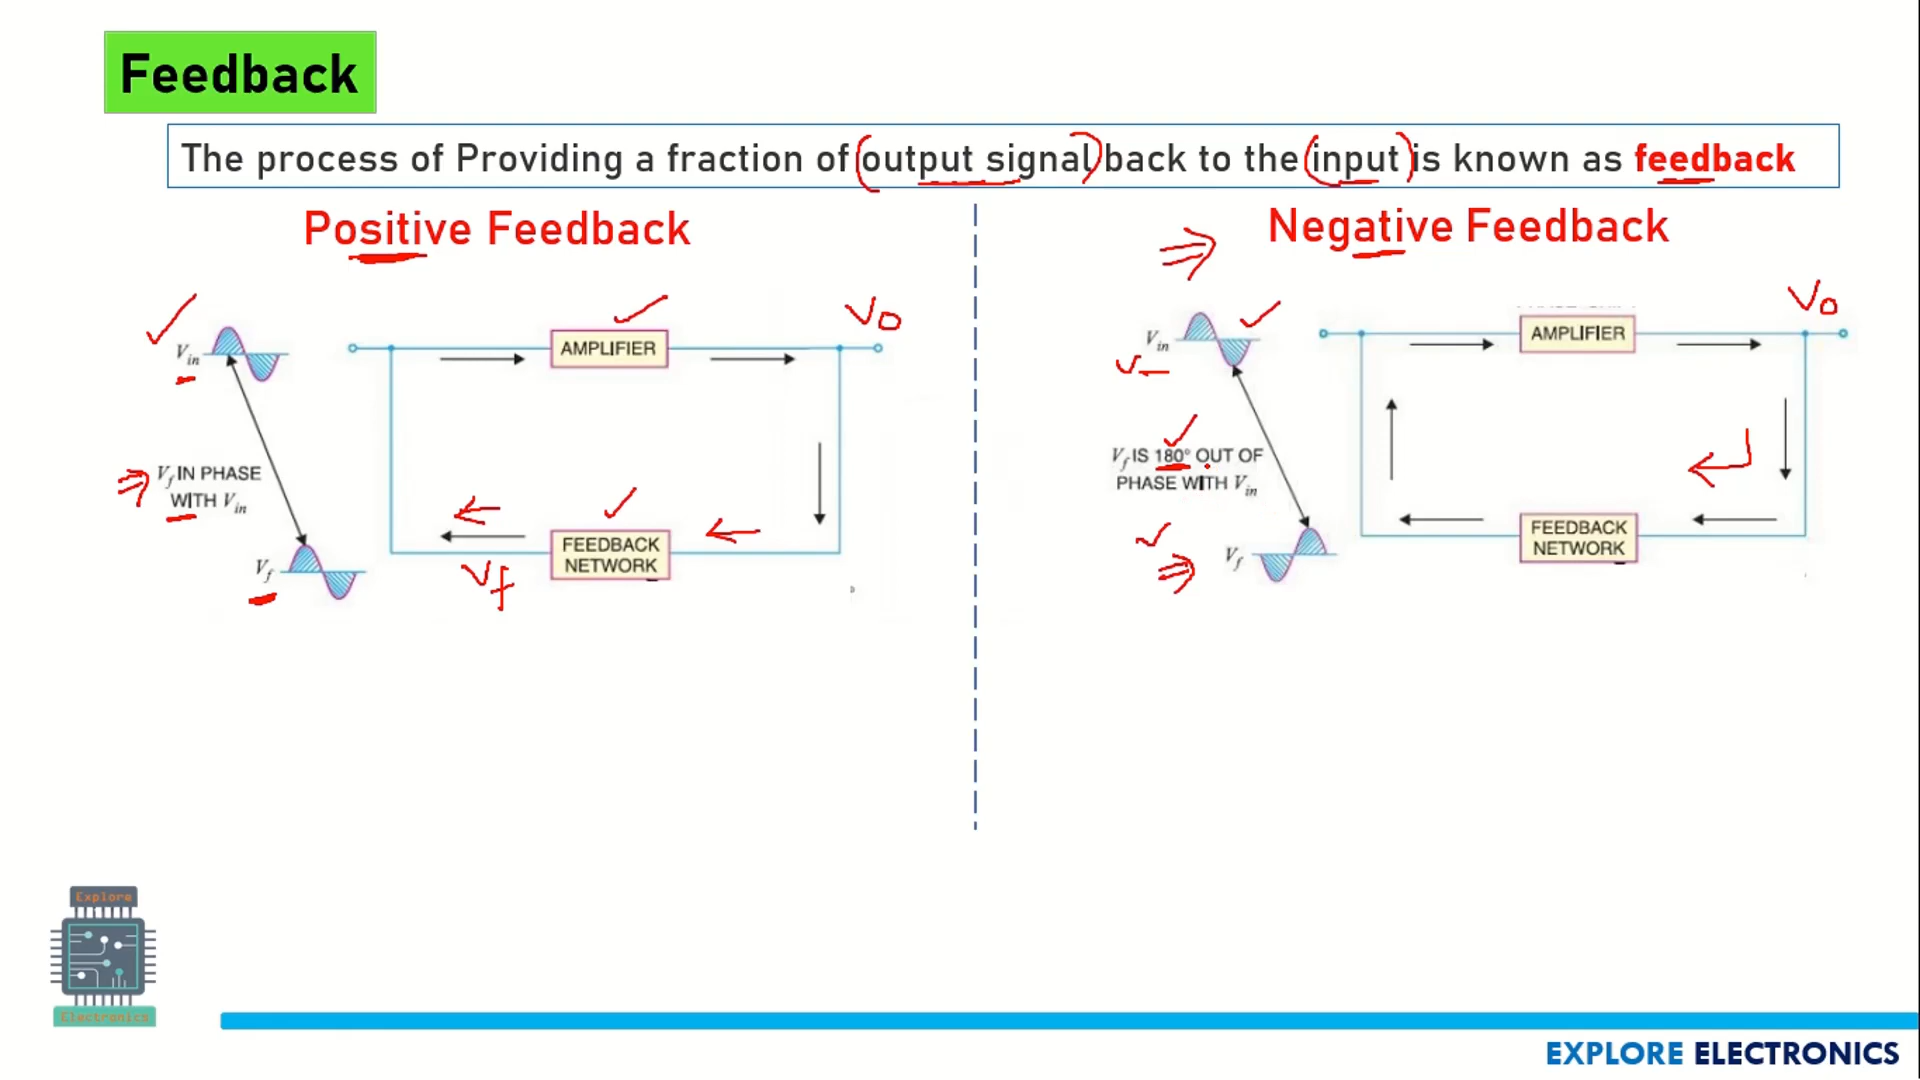 Feedback
The process of Providing a fraction of output signal back to the input is known as feedback
Positive Feedback
Vin
AMPLIFIER
Vo
Vf IN PHASE
WITH Vin
Vf
Vf
FEEDBACK
NETWORK
Negative Feedback
Vin
AMPLIFIER
Vo
Vf IS 180° OUT OF
PHASE WITH Vin
Vf
FEEDBACK
NETWORK
Explore
Electronics
EXPLORE ELECTRONICS